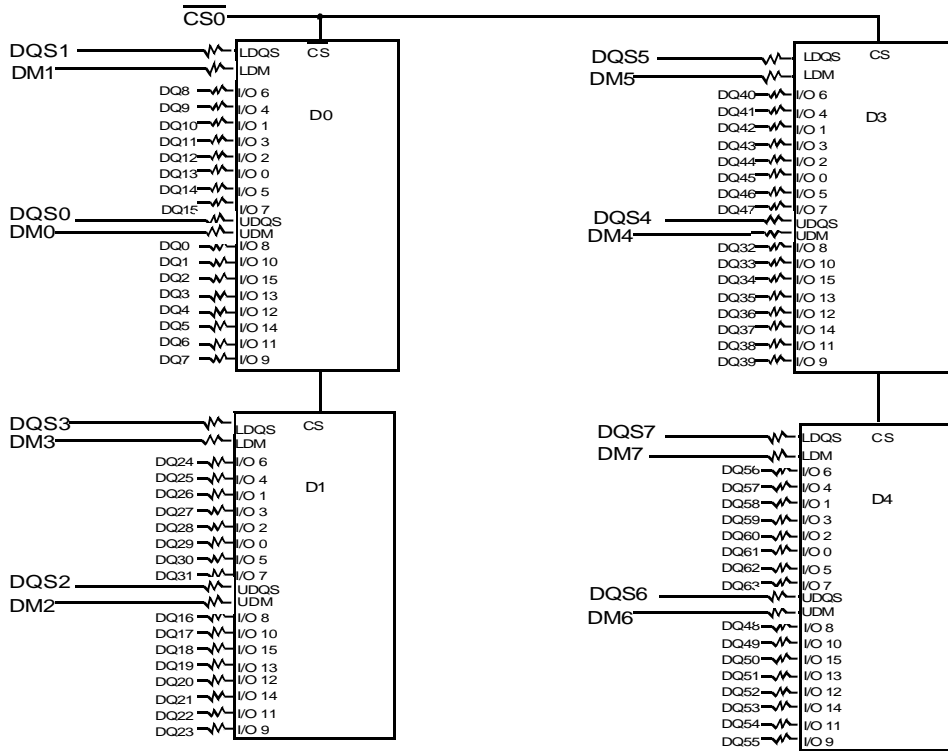 CS0
DQS1 LDQS CS
DM1 LDM
DQ8 I/O 6
DQ9 I/O 4
D0
DQ10 I/O 1
DQ11 I/O 3
DQ12 I/O 2
DQ13 I/O 0
DQ14 I/O 5
DQ15 I/O 7
DQS0 UDQS
DM0 UDM
DQ0 I/O 8
DQ1 I/O 10
DQ2 I/O 15
DQ3 I/O 13
DQ4 I/O 12
DQ5 I/O 14
DQ6 I/O 11
DQ7 I/O 9
DQS3 LDQS CS
DM3 LDM
DQ24 I/O 6
DQ25 I/O 4
D1
DQ26 I/O 1
DQ27 I/O 3
DQ28 I/O 2
DQ29 I/O 0
DQ30 I/O 5
DQ31 I/O 7
DQS2 UDQS
DM2 UDM
DQ16 I/O 8
DQ17 I/O 10
DQ18 I/O 15
DQ19 I/O 13
DQ20 I/O 12
DQ21 I/O 14
DQ22 I/O 11
DQ23 I/O 9
DQS5 LDQS CS
DM5 LDM
DQ40 I/O 6
DQ41 I/O 4
D3
DQ42 I/O 1
DQ43 I/O 3
DQ44 I/O 2
DQ45 I/O 0
DQ46 I/O 5
DQ47 I/O 7
DQS4 UDQS
DM4 UDM
DQ32 I/O 8
DQ33 I/O 10
DQ34 I/O 15
DQ35 I/O 13
DQ36 I/O 12
DQ37 I/O 14
DQ38 I/O 11
DQ39 I/O 9
DQS7 LDQS CS
DM7 LDM
DQ56 I/O 6
DQ57 I/O 4
D4
DQ58 I/O 1
DQ59 I/O 3
DQ60 I/O 2
DQ61 I/O 0
DQ62 I/O 5
DQ63 I/O 7
DQS6 UDQS
DM6 UDM
DQ48 I/O 8
DQ49 I/O 10
DQ50 I/O 15
DQ51 I/O 13
DQ52 I/O 12
DQ53 I/O 14
DQ54 I/O 11
DQ55 I/O 9